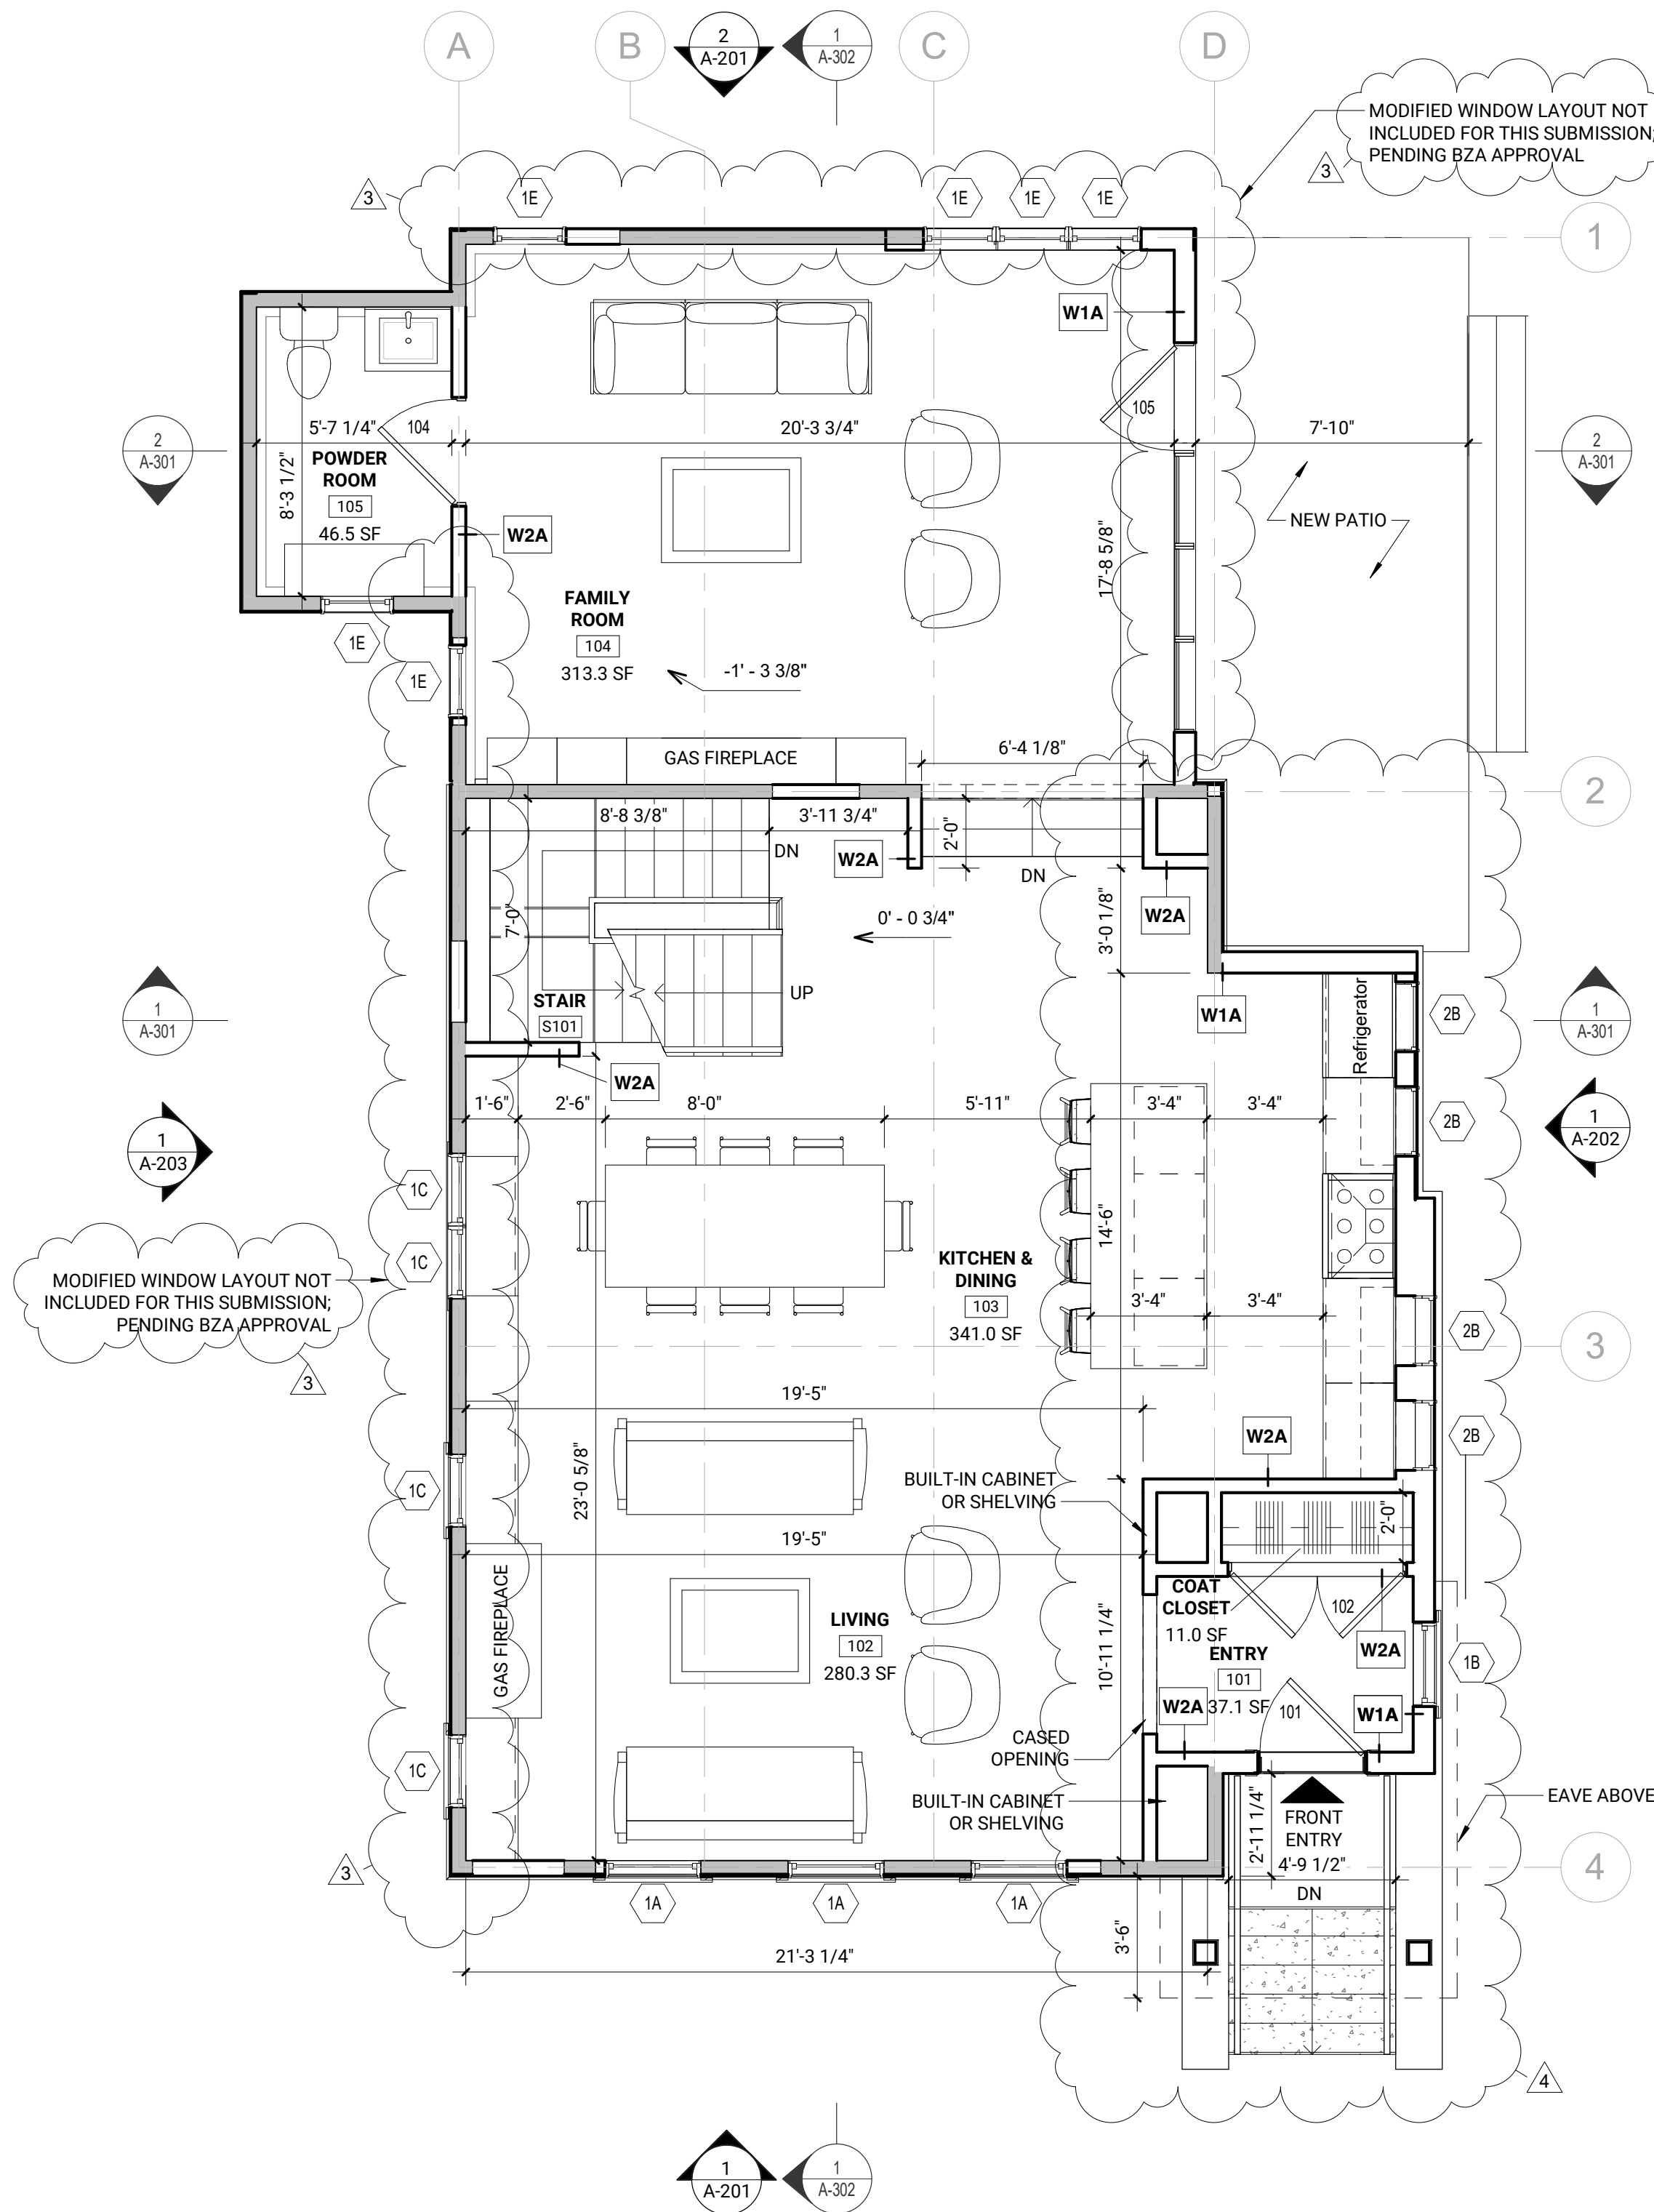 A
B
2
A-201
1
A-302
C
D
MODIFIED WINDOW LAYOUT NOT
INCLUDED FOR THIS SUBMISSION;
PENDING BZA APPROVAL
3
3
1E
1E
1E
1E
1
W1A
2
A-301
5'-7 1/4"
104
20'-3 3/4"
105
7'-10"
2
A-301
POWDER
ROOM
105
46.5 SF
8'-3 1/2"
W2A
NEW PATIO
17'-8 5/8"
FAMILY
ROOM
104
313.3 SF
-1' - 3 3/8"
1E
1E
GAS FIREPLACE
6'-4 1/8"
2
8'-8 3/8"
3'-11 3/4"
2'-0"
DN
W2A
DN
W2A
7'-0"
0' - 0 3/4"
3'-0 1/8"
1
A-301
STAIR
S101
UP
W1A
Refrigerator
2B
1
A-301
W2A
1'-6"
2'-6"
8'-0"
5'-11"
3'-4"
3'-4"
2B
1
A-203
1
A-202
1C
14'-6"
1C
KITCHEN &
DINING
103
341.0 SF
MODIFIED WINDOW LAYOUT NOT
INCLUDED FOR THIS SUBMISSION;
PENDING BZA APPROVAL
3
3'-4"
3'-4"
2B
3
19'-5"
W2A
2B
1C
23'-0 5/8"
BUILT-IN CABINET
OR SHELVING
2'-0"
19'-5"
GAS FIREPLACE
COAT
CLOSET
11.0 SF
102
LIVING
102
280.3 SF
10'-11 1/4"
ENTRY
101
37.1 SF
W2A
1B
W2A
101
W1A
CASED
OPENING
1C
BUILT-IN CABINET
OR SHELVING
2'-11 1/4"
FRONT
ENTRY
4'-9 1/2"
DN
EAVE ABOVE
3
4
1A
1A
1A
3'-6"
21'-3 1/4"
4
1
A-201
1
A-302